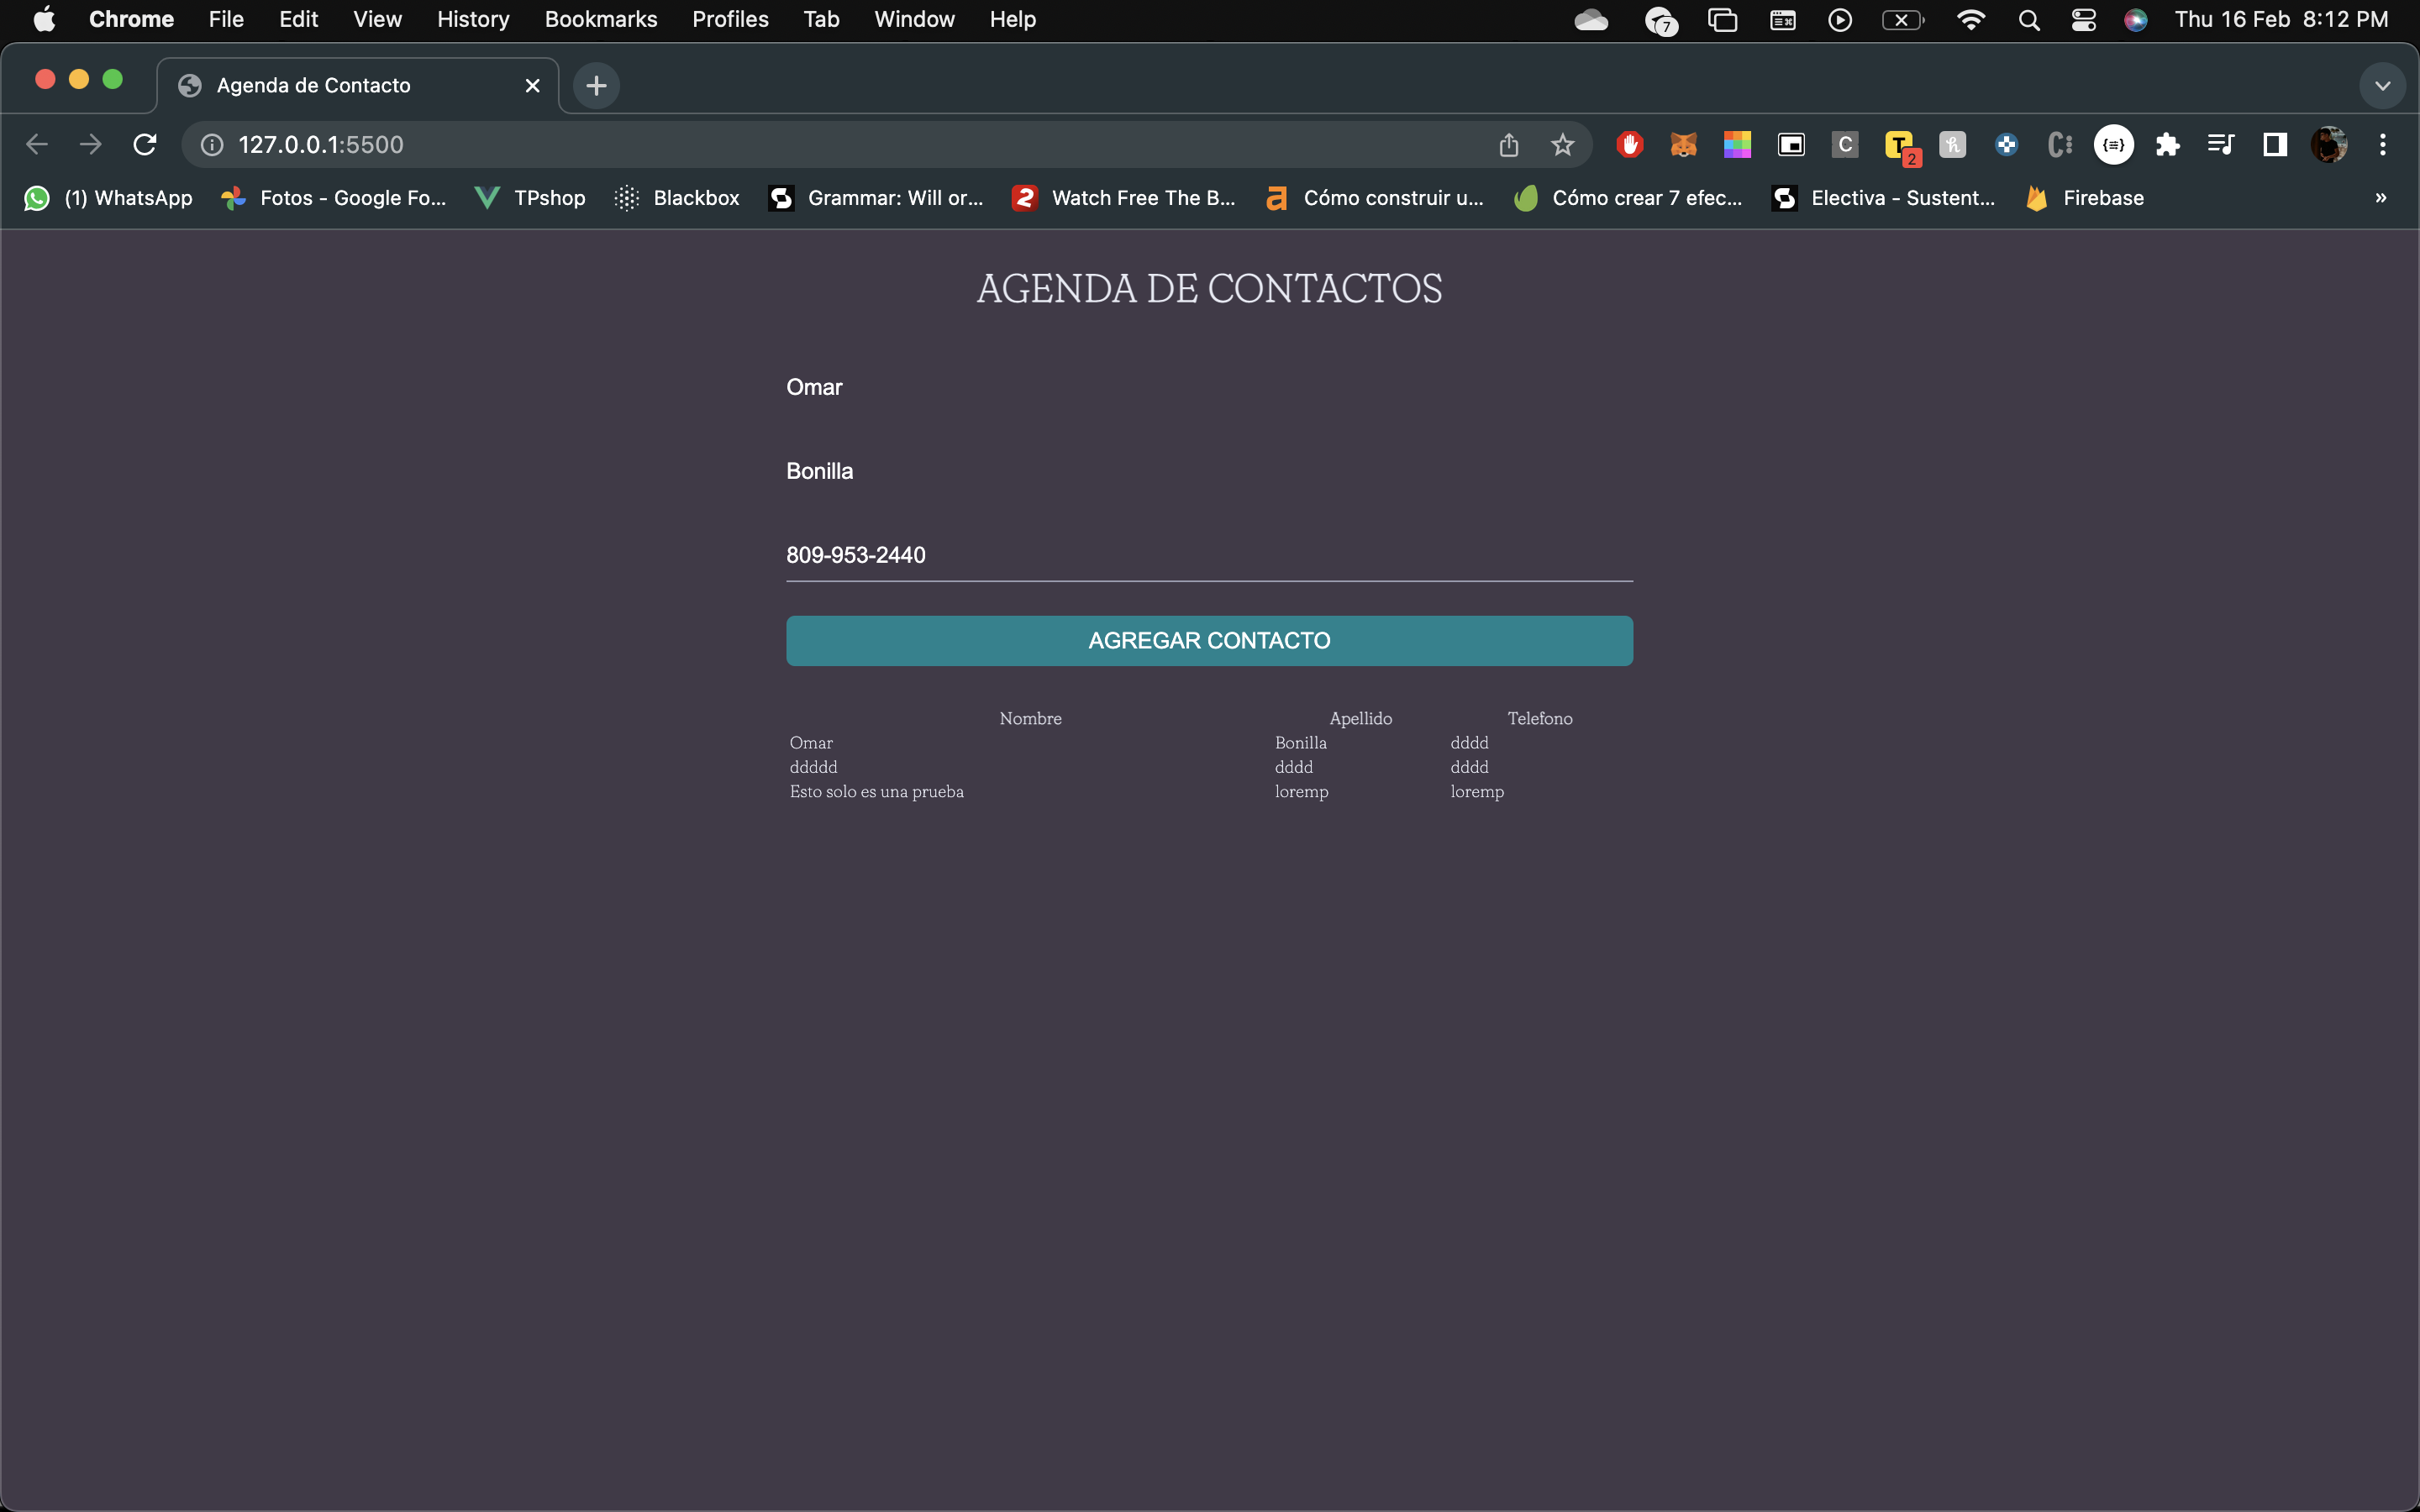 Chrome File Edit View History Bookmarks Profiles Tab Window Help 7 Thu 16 Feb 8:12 PM
Agenda de Contacto
127.0.0.1:5500 C T 2
(1) WhatsApp Fotos - Google Fo... TPshop Blackbox Grammar: Will or... 2 Watch Free The B... a Cómo construir u... Cómo crear 7 efec... Electiva - Sustent... Firebase »
AGENDA DE CONTACTOS
Omar
Bonilla
809-953-2440
AGREGAR CONTACTO
Nombre Apellido Telefono
Omar Bonilla dddd
ddddd dddd dddd
Esto solo es una prueba loremp loremp